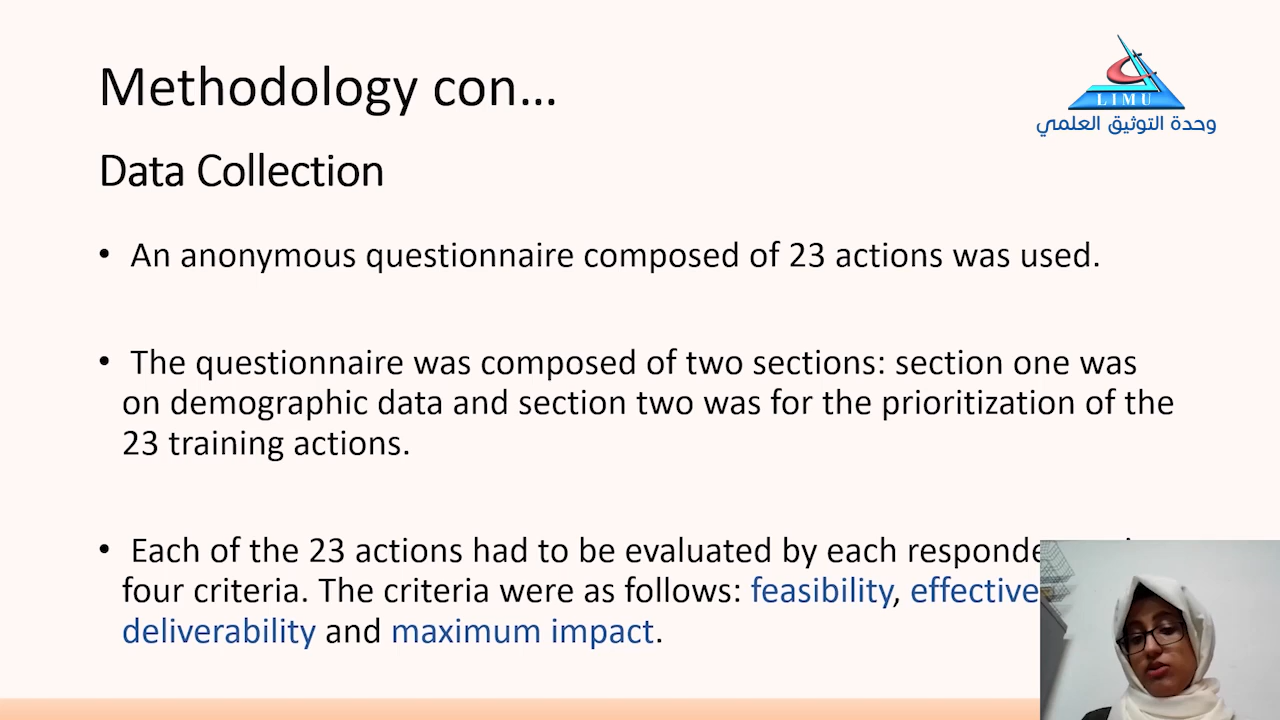 Methodology con…
LIMU
وحدة التوثيق العلمي
Data Collection
• An anonymous questionnaire composed of 23 actions was used.
• The questionnaire was composed of two sections: section one was
on demographic data and section two was for the prioritization of the
23 training actions.
• Each of the 23 actions had to be evaluated by each
four criteria. The criteria were as follows: feasibility,
deliverability and maximum impact.